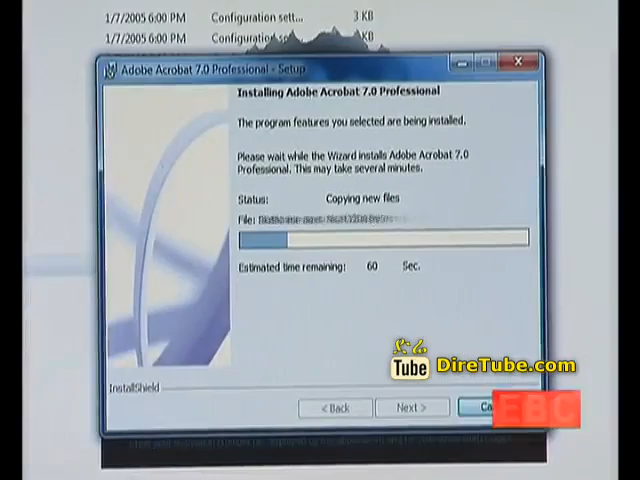 1/7/2005 6:00 PM Configuration sett... 3 KB
1/7/2005 6:00 PM Configuration KB
Adobe Acrobat 7.0 Professional - Setup
Installing Adobe Acrobat 7.0 Professional
The program features you selected are being installed.
Please wait while the Wizard installs Adobe Acrobat 7.0
Professional. This may take several minutes.
Status: Copying new files
File:
Estimated time remaining: 60 Sec.
ድሬ
Tube DireTube.com
InstallShield
< Back Next >
EBC